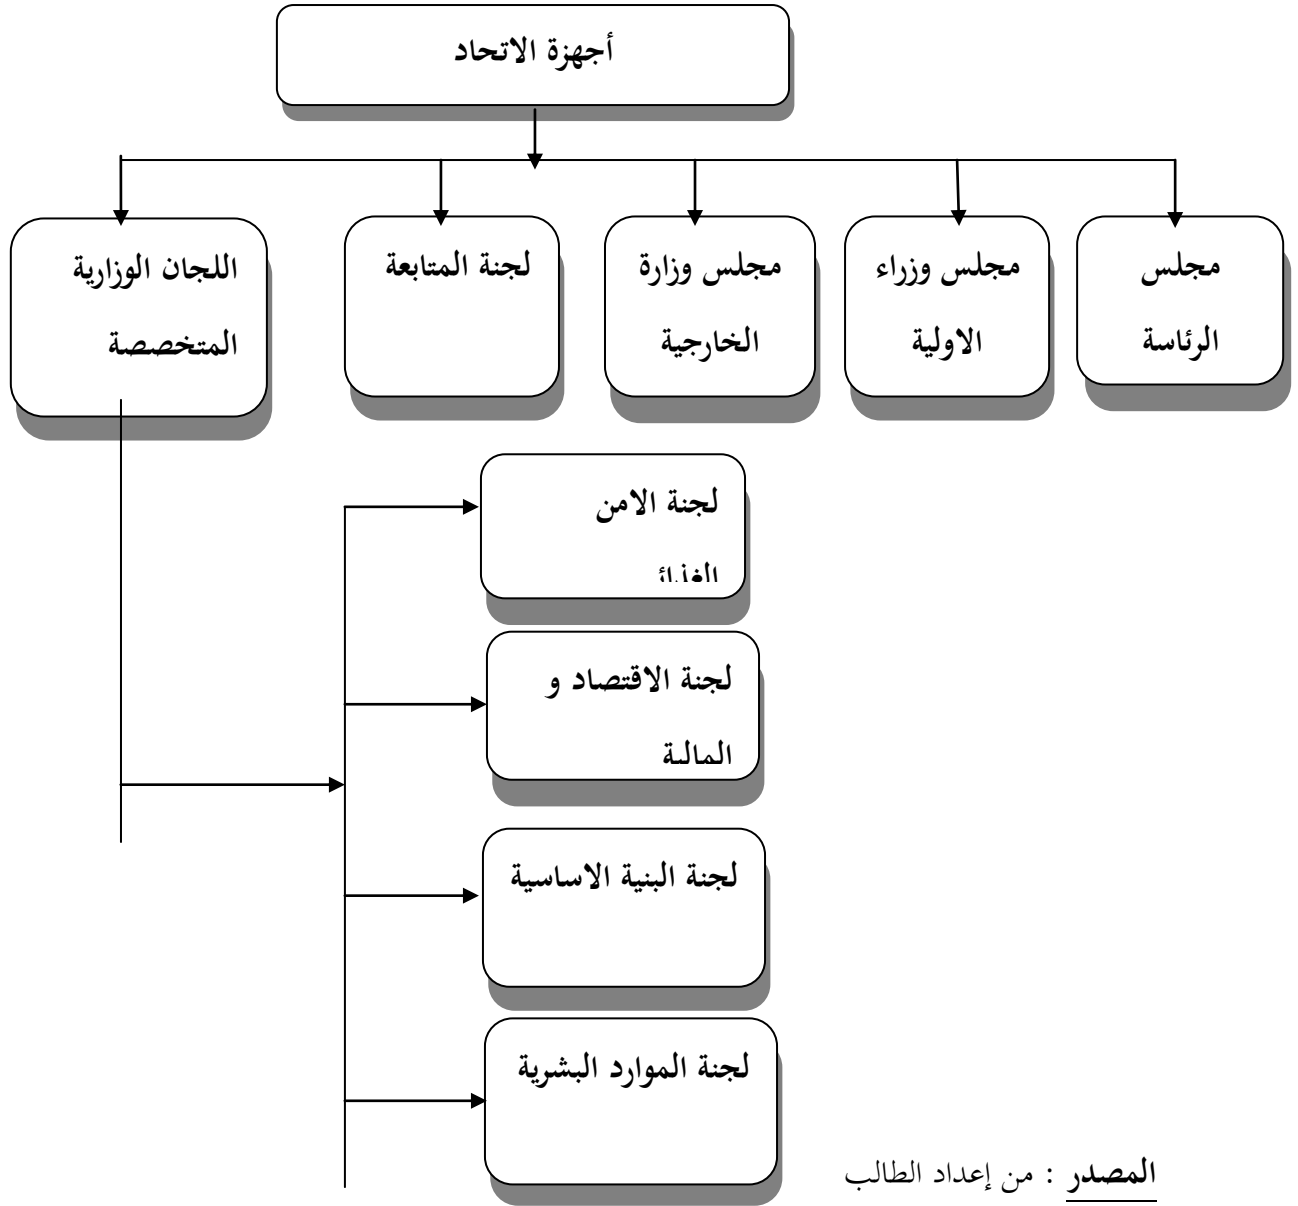 أجهزة الاتحاد
مجلس
الرئاسة
مجلس وزراء
الاولية
مجلس وزارة
الخارجية
لجنة المتابعة
اللجان الوزارية
المتخصصة
لجنة الامن
لجنة الاقتصاد و
المالية
لجنة البنية الاساسية
لجنة الموارد البشرية
المصدر : من إعداد الطالب